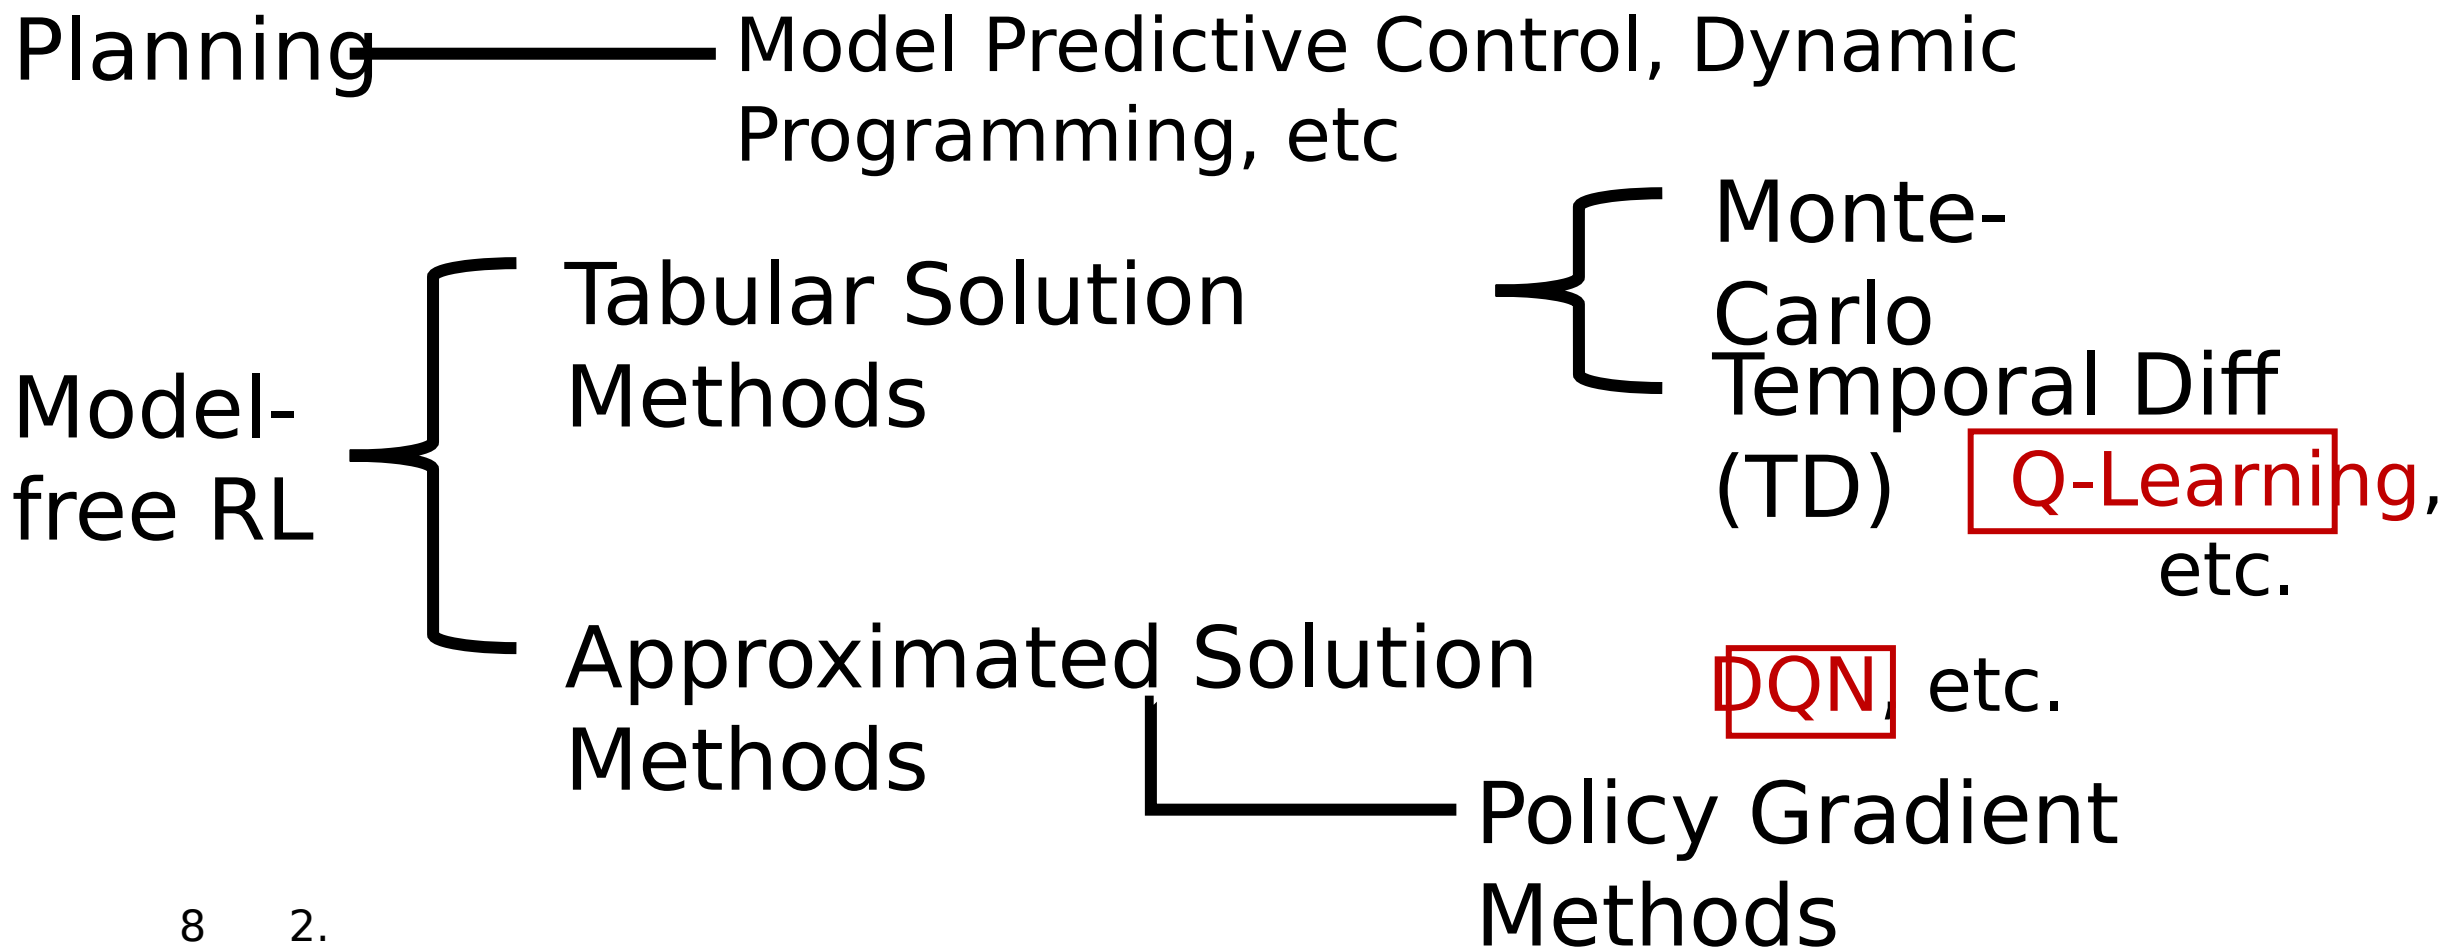 Planning
Model Predictive Control, Dynamic
Programming, etc
Model-
free RL
Tabular Solution
Methods
Monte-
Carlo
Temporal Diff
(TD)
Q-Learning,
etc.
Approximated Solution
Methods
DQN, etc.
Policy Gradient
Methods
8 2.